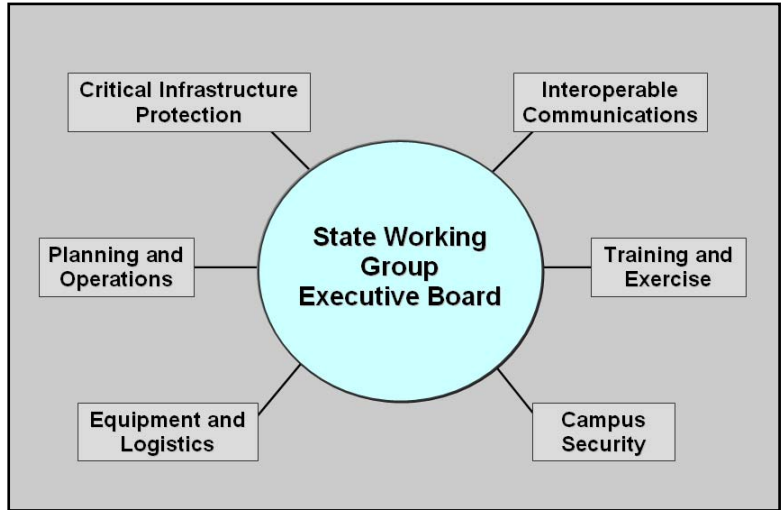 Critical Infrastructure
Protection
Interoperable
Communications
State Working
Group
Executive Board
Planning and
Operations
Training and
Exercise
Equipment and
Logistics
Campus
Security